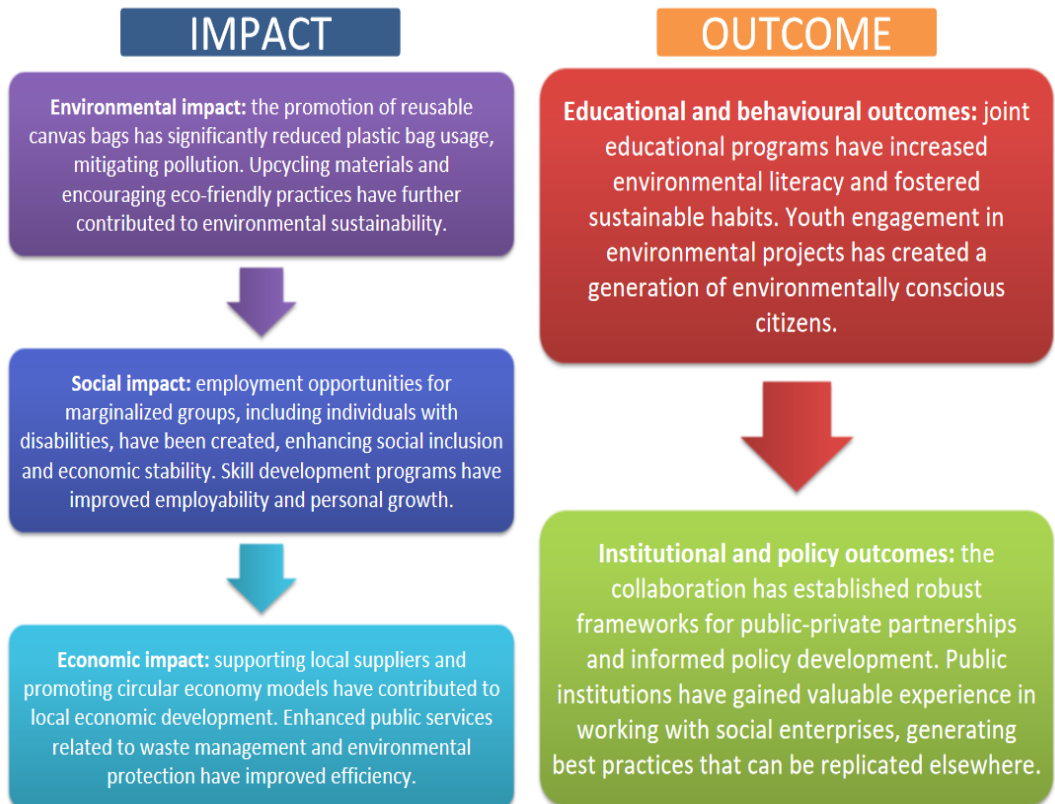 IMPACT
Environmental impact: the promotion of reusable
canvas bags has significantly reduced plastic bag usage,
mitigating pollution. Upcycling materials and
encouraging eco-friendly practices have further
contributed to environmental sustainability.
Social impact: employment opportunities for
marginalized groups, including individuals with
disabilities, have been created, enhancing social inclusion
and economic stability. Skill development programs have
improved employability and personal growth.
Economic impact: supporting local suppliers and
promoting circular economy models have contributed to
local economic development. Enhanced public services
related to waste management and environmental
protection have improved efficiency.
OUTCOME
Educational and behavioural outcomes: joint
educational programs have increased
environmental literacy and fostered
sustainable habits. Youth engagement in
environmental projects has created a
generation of environmentally conscious
citizens.
Institutional and policy outcomes: the
collaboration has established robust
frameworks for public-private partnerships
and informed policy development. Public
institutions have gained valuable experience in
working with social enterprises, generating
best practices that can be replicated elsewhere.